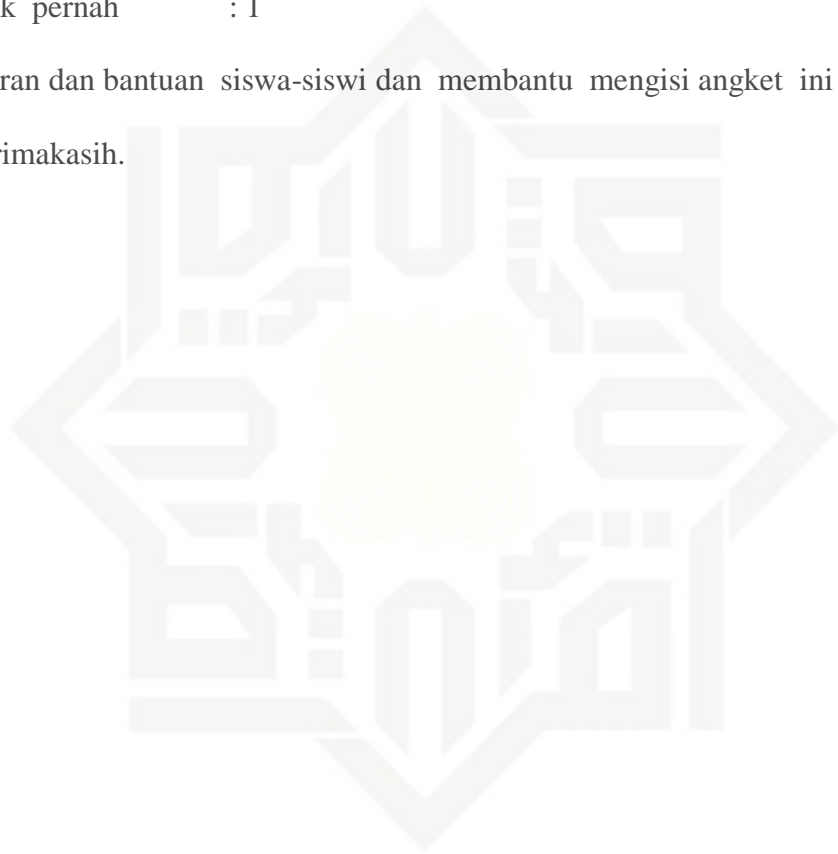 k pernah : 1
ran dan bantuan siswa-siswi dan membantu mengisi angket ini
rimakasih.